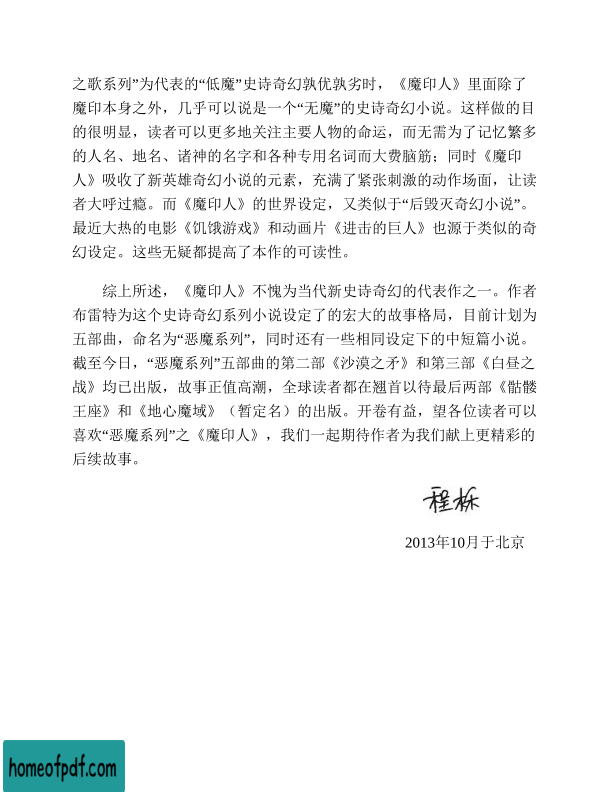 之歌系列”为代表的“低魔”史诗奇幻孰优孰劣时，《魔印人》里面除了
魔印本身之外，几乎可以说是一个“无魔”的史诗奇幻小说。这样做的目
的很明显，读者可以更多地关注主要人物的命运，而无需为了记忆繁多
的人名、地名、诸神的名字和各种专用名词而大费脑筋；同时《魔印
人》吸收了新英雄奇幻小说的元素，充满了紧张刺激的动作场面，让读
者大呼过瘾。而《魔印人》的世界设定，又类似于“后毁灭奇幻小说”。
最近大热的电影《饥饿游戏》和动画片《进击的巨人》也源于类似的奇
幻设定。这些无疑都提高了本作的可读性。
综上所述，《魔印人》不愧为当代新史诗奇幻的代表作之一。作者
布雷特为这个史诗奇幻系列小说设定了的宏大的故事格局，目前计划为
五部曲，命名为“恶魔系列”，同时还有一些相同设定下的中短篇小说。
截至今日，“恶魔系列”五部曲的第二部《沙漠之矛》和第三部《白昼之
战》均已出版，故事正值高潮，全球读者都在翘首以待最后两部《骷髅
王座》和《地心魔域》（暂定名）的出版。开卷有益，望各位读者可以
喜欢“恶魔系列”之《魔印人》，我们一起期待作者为我们献上更精彩的
后续故事。
程栎
2013年10月于北京
homeofpdf.com